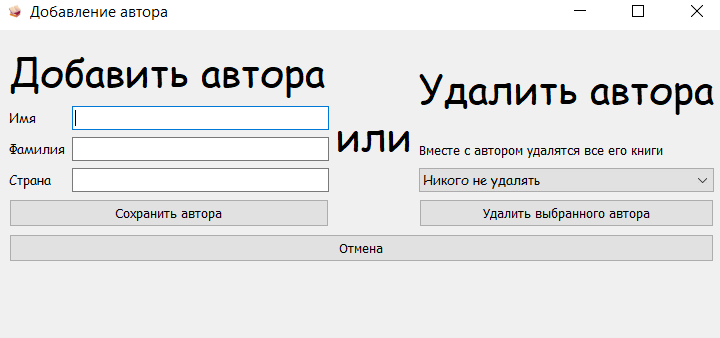 Добавление автора
Добавить автора
Имя
Фамилия
Страна
Сохранить автора
или
Удалить автора
Вместе с автором удалятся все его книги
Никого не удалять
Удалить выбранного автора
Отмена